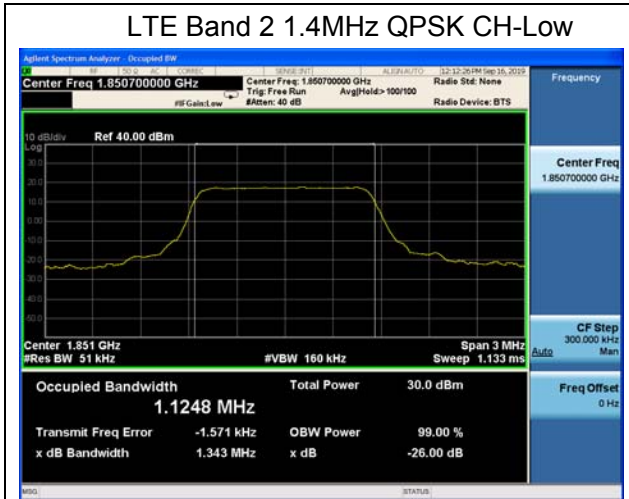 LTE Band 2 1.4MHz QPSK CH-Low
Agilent Spectrum Analyzer - Occupied BW
RF 50 Ω AC CORREC SENSE:INT ALIGN AUTO 12:12:26 PM Sep 16, 2019
Center Freq 1.850700000 GHz
Center Freq: 1.850700000 GHz
Radio Std: None
Trig: Free Run Avg|Hold:> 100/100
#IFGain:Low
#Atten: 40 dB
Radio Device: BTS
Frequency
10 dB/div Ref 40.00 dBm
Log
30.0
20.0
10.0
0.00
-10.0
-20.0
-30.0
-40.0
-50.0
Center Freq
1.850700000 GHz
Center 1.851 GHz
Span 3 MHz
#Res BW 51 kHz
#VBW 160 kHz
Sweep 1.133 ms
CF Step
300.000 kHz
Auto Man
Occupied Bandwidth
1.1248 MHz
Total Power 30.0 dBm
Freq Offset
0 Hz
Transmit Freq Error -1.571 kHz OBW Power 99.00 %
x dB Bandwidth 1.343 MHz x dB -26.00 dB
MSG STATUS